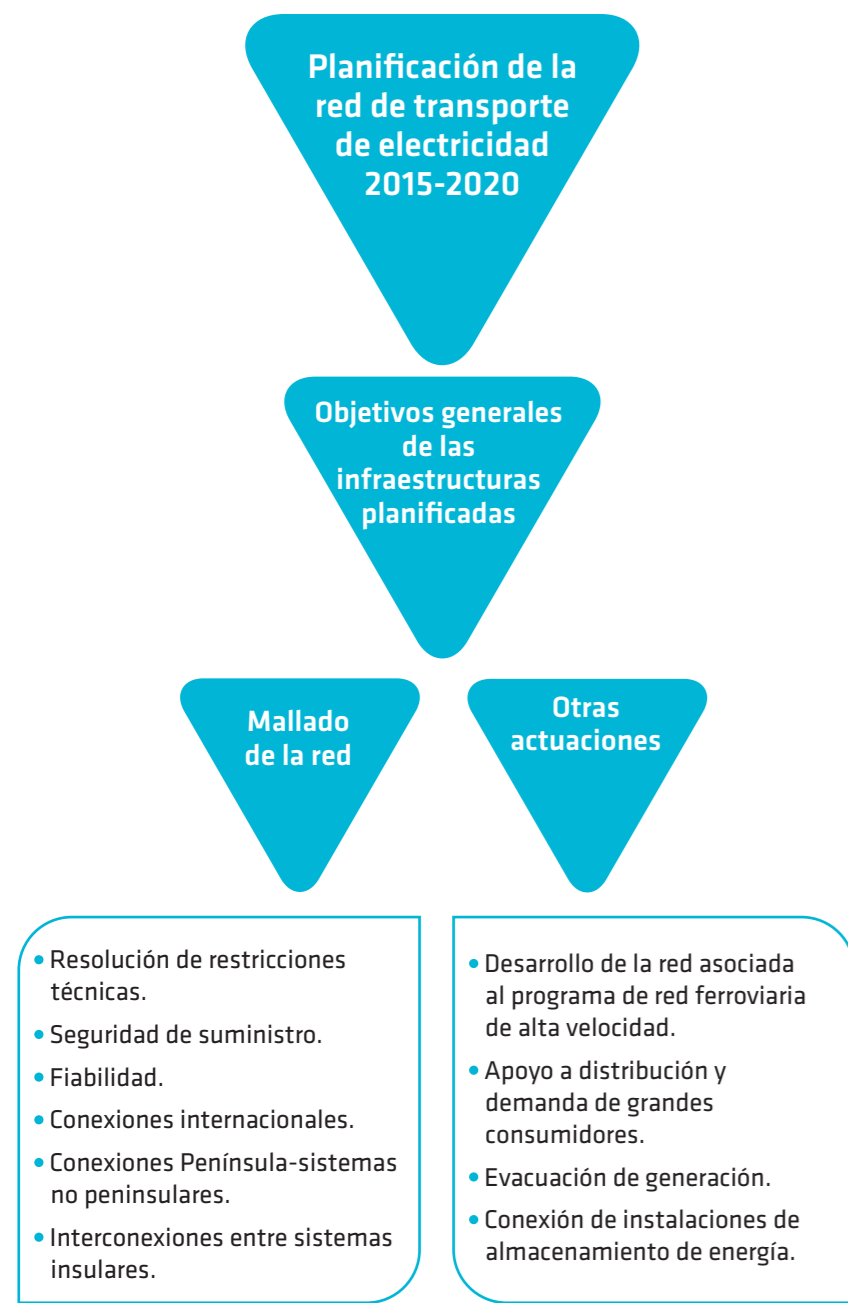 Planificación de la
red de transporte
de electricidad
2015-2020
Objetivos generales
de las
infraestructuras
planificadas
Mallado
de la red
Otras
actuaciones
• Resolución de restricciones
técnicas.
• Seguridad de suministro.
• Fiabilidad.
• Conexiones internacionales.
• Conexiones Península-sistemas
no peninsulares.
• Interconexiones entre sistemas
insulares.
• Desarrollo de la red asociada
al programa de red ferroviaria
de alta velocidad.
• Apoyo a distribución y
demanda de grandes
consumidores.
• Evacuación de generación.
• Conexión de instalaciones de
almacenamiento de energía.